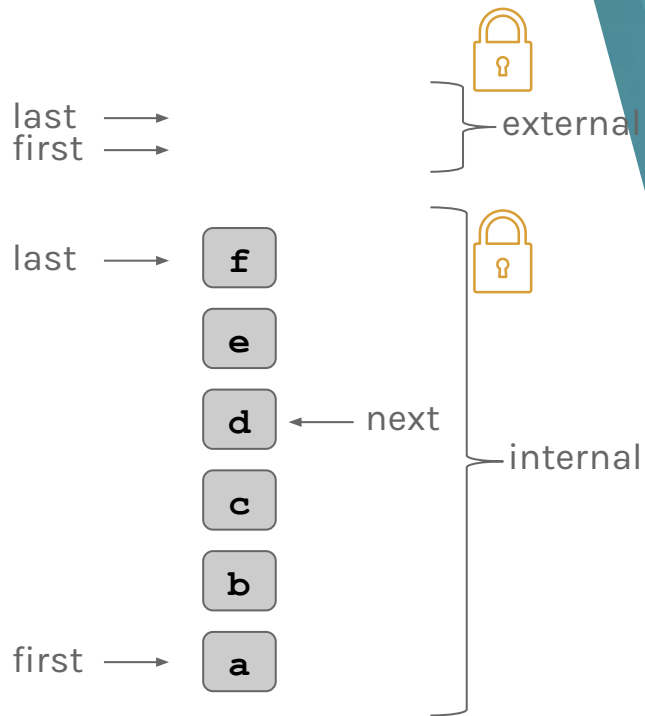 last
first
external
last
f
e
d
next
internal
c
b
first
a